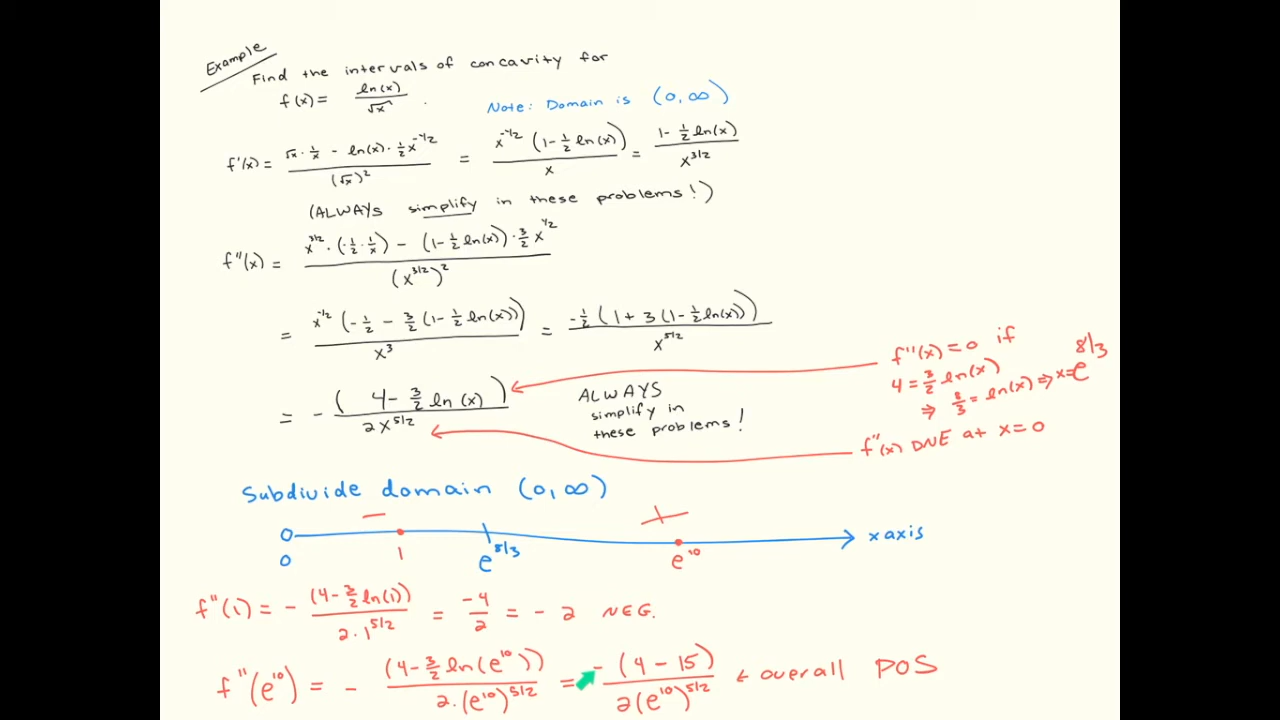 Example
Find the intervals of concavity for
f(x) = ln(x)/√x .
Note: Domain is (0,∞)
f'(x) = (√x · 1/x − ln(x) · 1/2 x^(-1/2))/(√x)^2 = x^(-1/2) (1 − 1/2 ln(x))/x = (1 − 1/2 ln(x))/x^(3/2)
(ALWAYS simplify in these problems!)
f''(x) = (x^(3/2) · (-1/2 · 1/x) − (1 − 1/2 ln(x)) · 3/2 x^(1/2))/(x^(3/2))^2
= x^(-1/2) (-1/2 − 3/2 (1 − 1/2 ln(x)))/x^3 = -1/2 (1 + 3 (1 − 1/2 ln(x)))/x^(5/2)
= − (4 − 3/2 ln(x))/2x^(5/2)
ALWAYS
simplify in
these problems!
f''(x) = 0 if
4 = 3/2 ln(x)
⇒ 8/3 = ln(x) ⇒ x = e^(8/3)
f''(x) DNE at x = 0
Subdivide domain (0,∞)
− +
0 1 e^(8/3) e^10 x axis
f''(1) = − (4 − 3/2 ln(1))/2·1^(5/2) = -4/2 = − 2 NEG.
f''(e^10) = − (4 − 3/2 ln(e^10))/2·(e^10)^(5/2) = − (4 − 15)/2(e^10)^(5/2) ← overall POS